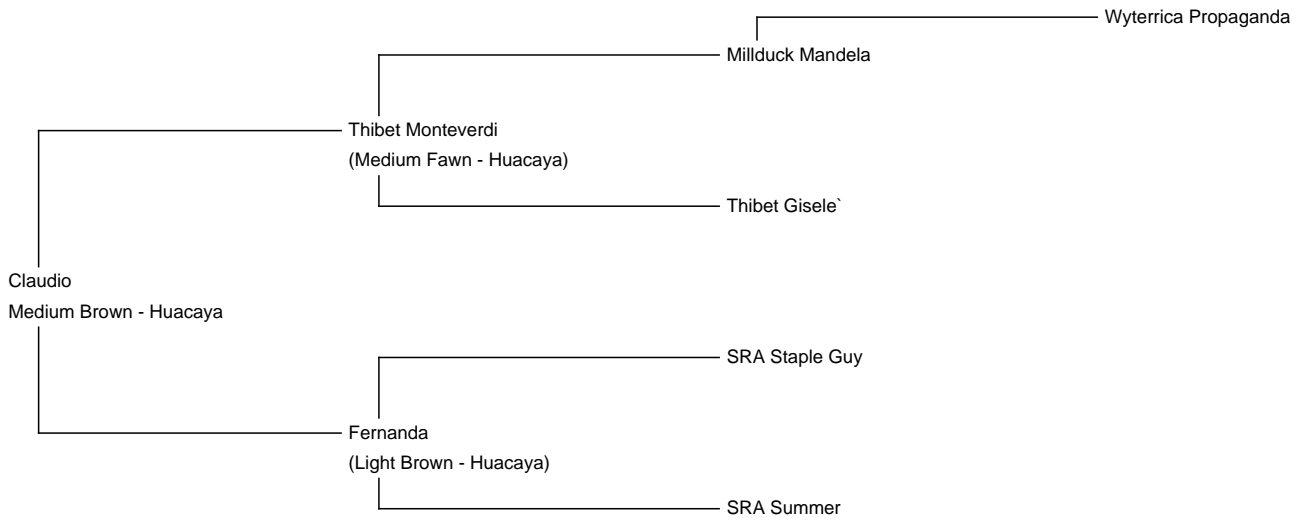 Wyterrica Propaganda
Millduck Mandela
Thibet Monteverdi
(Medium Fawn - Huacaya)
Thibet Gisele`
Claudio
Medium Brown - Huacaya
SRA Staple Guy
Fernanda
(Light Brown - Huacaya)
SRA Summer